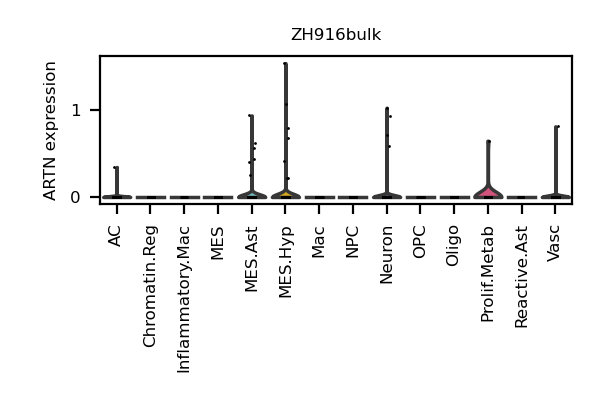 ZH916bulk
ARTN expression
1
0
AC
Chromatin.Reg
Inflammatory.Mac
MES
MES.Ast
MES.Hyp
Mac
NPC
Neuron
OPC
Oligo
Prolif.Metab
Reactive.Ast
Vasc